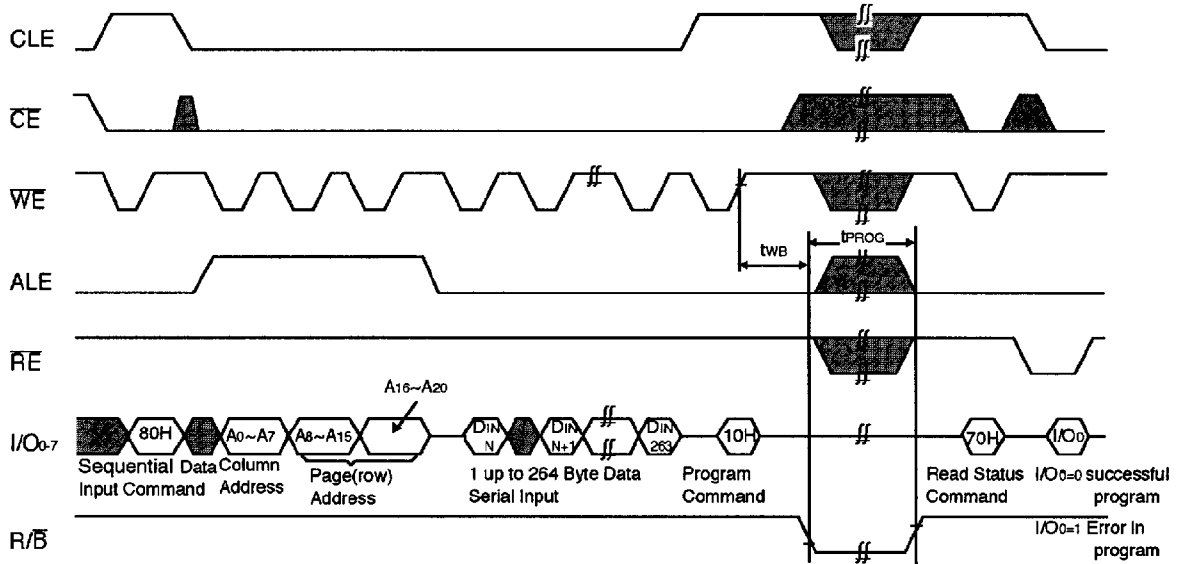 CLE
CE
WE
tWB
tPROG
ALE
RE
A16~A20
I/O0-7
80H
A0~A7
A8~A15
DIN N
DIN N+1
DIN 263
10H
70H
I/O0
Sequential Data
Input Command
Column
Address
Page(row)
Address
1 up to 264 Byte Data
Serial Input
Program
Command
Read Status
Command
I/O0=0 successful
program
I/O0=1 Error in
program
R/B